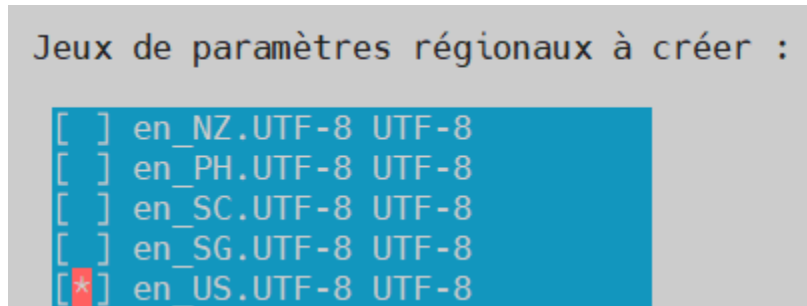 Jeux de paramètres régionaux à créer :
[ ] en_NZ.UTF-8 UTF-8
[ ] en_PH.UTF-8 UTF-8
[ ] en_SC.UTF-8 UTF-8
[ ] en_SG.UTF-8 UTF-8
[*] en_US.UTF-8 UTF-8